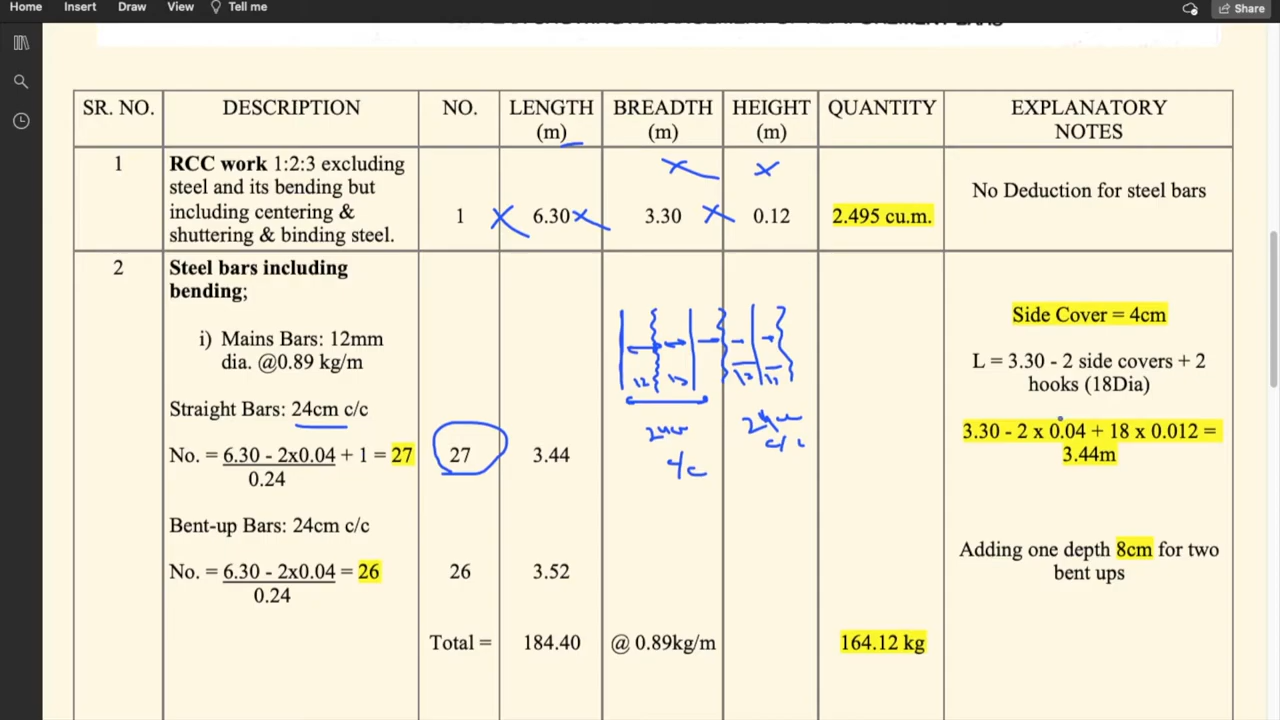 Home Insert Draw View Tell me Share
SR. NO. DESCRIPTION NO. LENGTH BREADTH HEIGHT QUANTITY EXPLANATORY
(m) (m) (m) NOTES
1 RCC work 1:2:3 excluding
steel and its bending but No Deduction for steel bars
including centering & 1 6.30 3.30 0.12 2.495 cu.m.
shuttering & binding steel.
2 Steel bars including
bending;
Side Cover = 4cm
i) Mains Bars: 12mm
dia. @0.89 kg/m L = 3.30 - 2 side covers + 2
hooks (18Dia)
12 12 12 12
Straight Bars: 24cm c/c
24cm c/c
24cm c/c
3.30 - 2 x 0.04 + 18 x 0.012 =
No. = 6.30 - 2x0.04 + 1 = 27 27 3.44 3.44m
0.24
Bent-up Bars: 24cm c/c
Adding one depth 8cm for two
No. = 6.30 - 2x0.04 = 26 26 3.52 bent ups
0.24
Total = 184.40 @ 0.89kg/m 164.12 kg